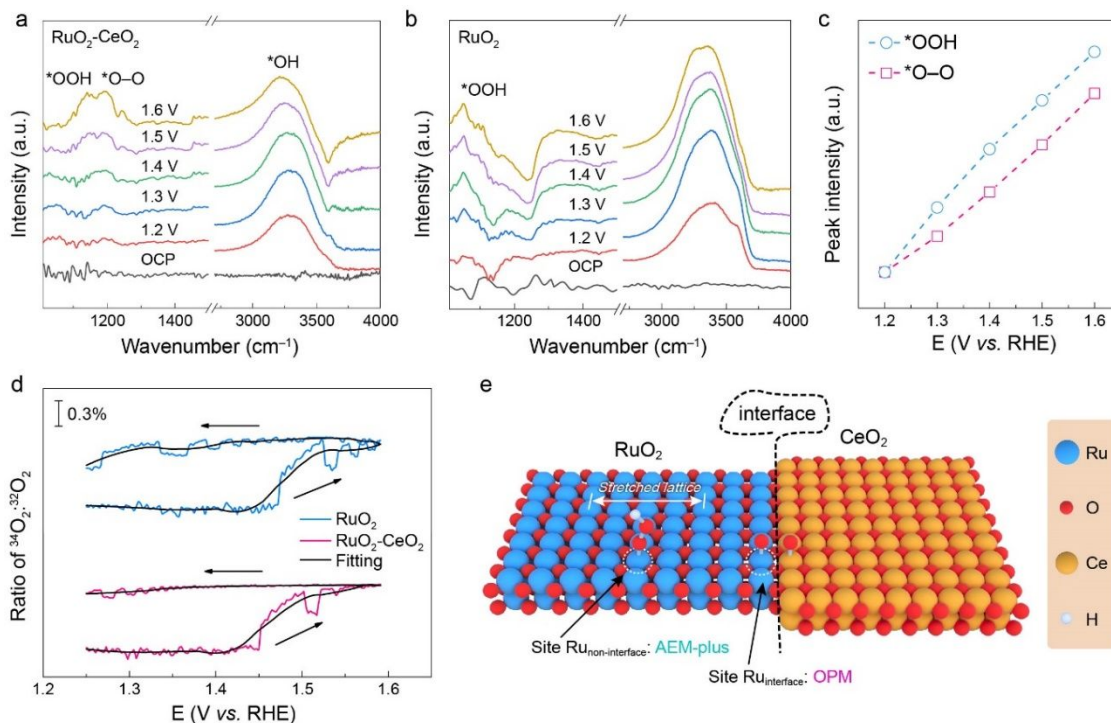 a
RuO₂-CeO₂
*OOH *O–O *OH
1.6 V
1.5 V
1.4 V
1.3 V
1.2 V
OCP
Intensity (a.u.)
1200 1400 3000 3500 4000
Wavenumber (cm⁻¹)
b
RuO₂
*OOH
1.6 V
1.5 V
1.4 V
1.3 V
1.2 V
OCP
Intensity (a.u.)
1200 1400 3000 3500 4000
Wavenumber (cm⁻¹)
c
*OOH
*O–O
Peak intensity (a.u.)
1.2 1.3 1.4 1.5 1.6
E (V vs. RHE)
d
0.3%
RuO₂
RuO₂-CeO₂
Fitting
Ratio of ³⁴O₂:³²O₂
1.2 1.3 1.4 1.5 1.6
E (V vs. RHE)
e
interface
RuO₂ CeO₂
Stretched lattice
Site Ru non-interface: AEM-plus
Site Ru interface: OPM
Ru
O
Ce
H